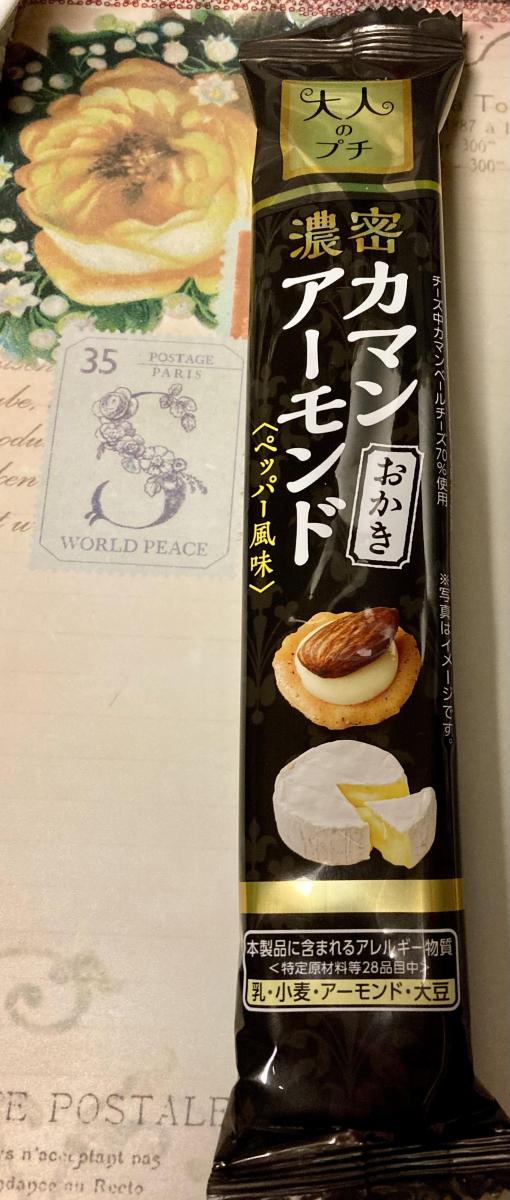 大人
の
プチ
濃密
カマン
アーモンド
おかき
〈ペッパー風味〉
チーズ中カマンベールチーズ70%使用
※写真はイメージです。
本製品に含まれるアレルギー物質
<特定原材料等28品目中>
乳・小麦・アーモンド・大豆
35
POSTAGE
PARIS
S
WORLD PEACE
E POSTALE
n'acceptent pas
Recto